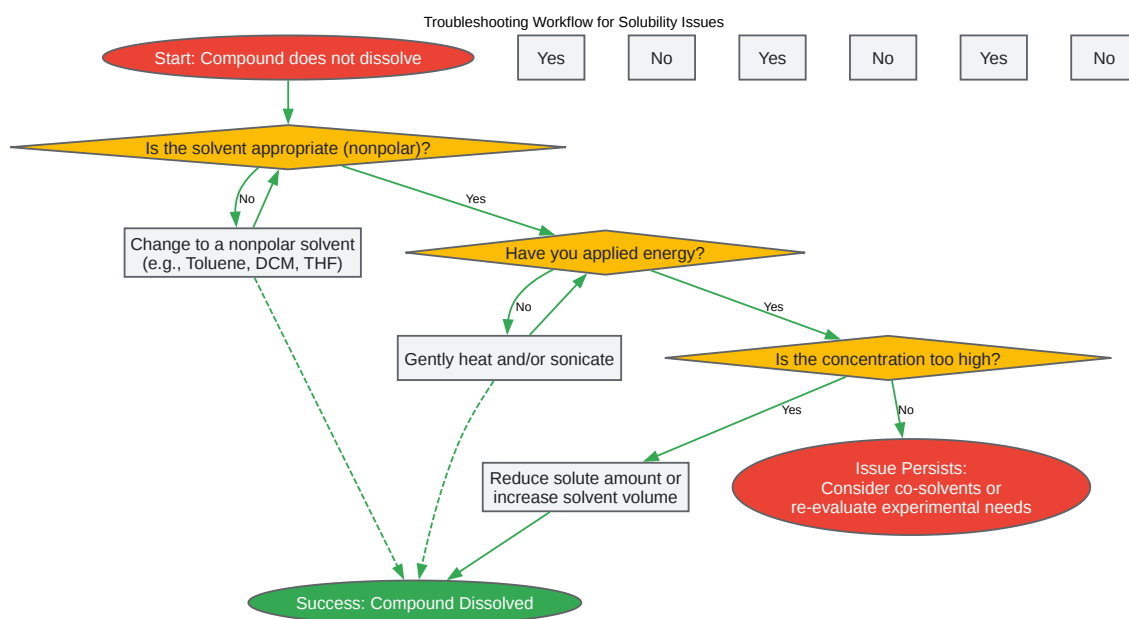 Troubleshooting Workflow for Solubility Issues
Start: Compound does not dissolve
Yes
No
Yes
No
Yes
No
Is the solvent appropriate (nonpolar)?
No
Yes
Change to a nonpolar solvent
(e.g., Toluene, DCM, THF)
Have you applied energy?
No
Yes
Gently heat and/or sonicate
Is the concentration too high?
Yes
No
Reduce solute amount or
increase solvent volume
Issue Persists:
Consider co-solvents or
re-evaluate experimental needs
Success: Compound Dissolved